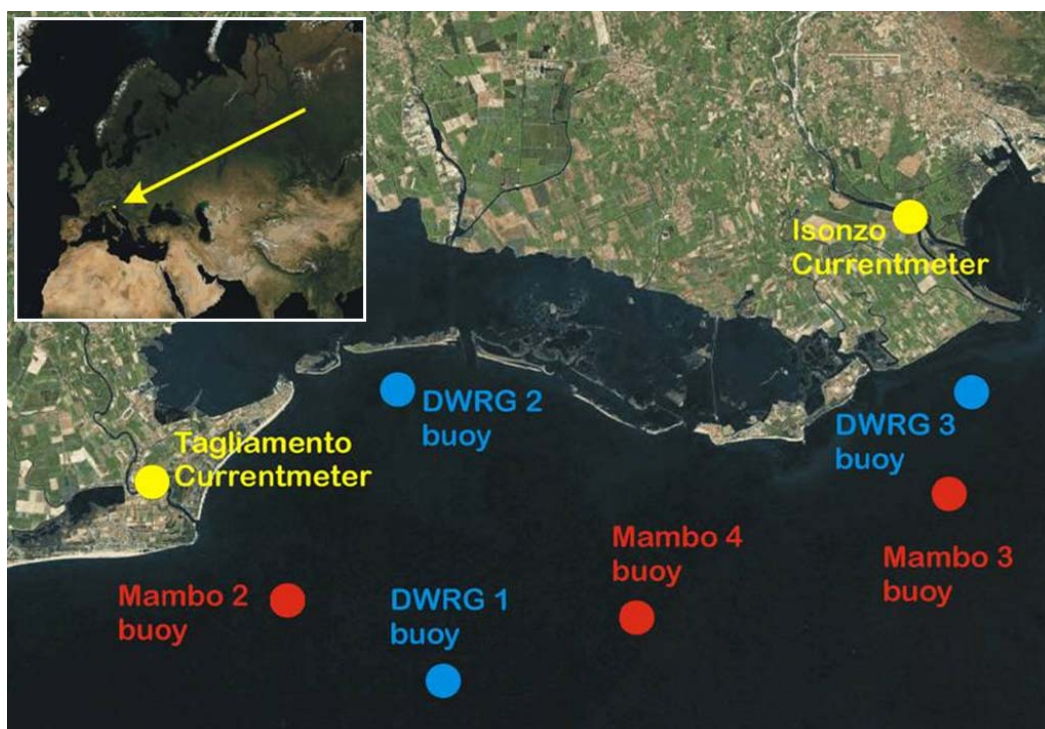 Isonzo
Currentmeter
DWRG 2
buoy
DWRG 3
buoy
Tagliamento
Currentmeter
Mambo 4
buoy
Mambo 3
buoy
Mambo 2
buoy
DWRG 1
buoy